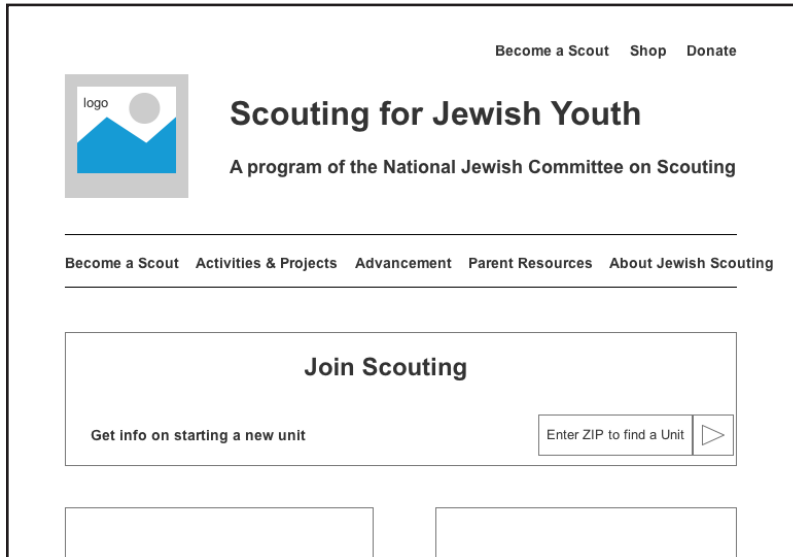 Become a Scout Shop Donate
logo
Scouting for Jewish Youth
A program of the National Jewish Committee on Scouting
Become a Scout Activities & Projects Advancement Parent Resources About Jewish Scouting
Join Scouting
Get info on starting a new unit
Enter ZIP to find a Unit